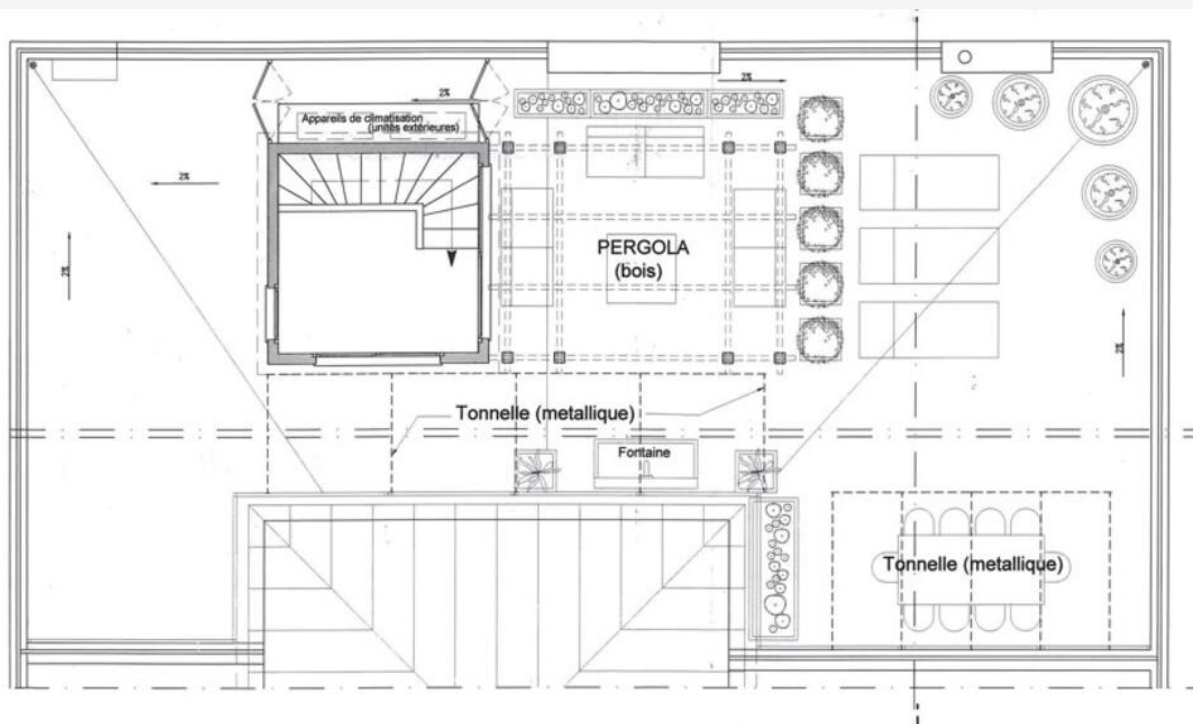 2%
2%
Appareils de climatisation
(unités extérieures)
2%
PERGOLA
(bois)
2%
2%
Tonnelle (metallique)
Fontaine
Tonnelle (metallique)